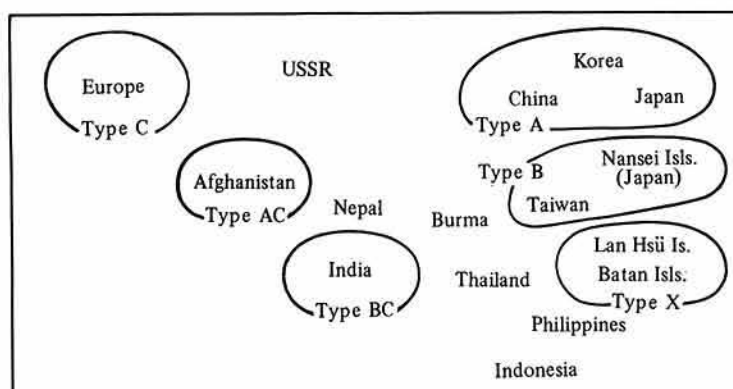 Korea
USSR
Europe
China Japan
Type C
Type A
Type B
Nansei Isls.
(Japan)
Afghanistan
Type AC
Nepal
Taiwan
Burma
Lan Hsü Is.
India
Thailand
Batan Isls.
Type BC
Type X
Philippines
Indonesia